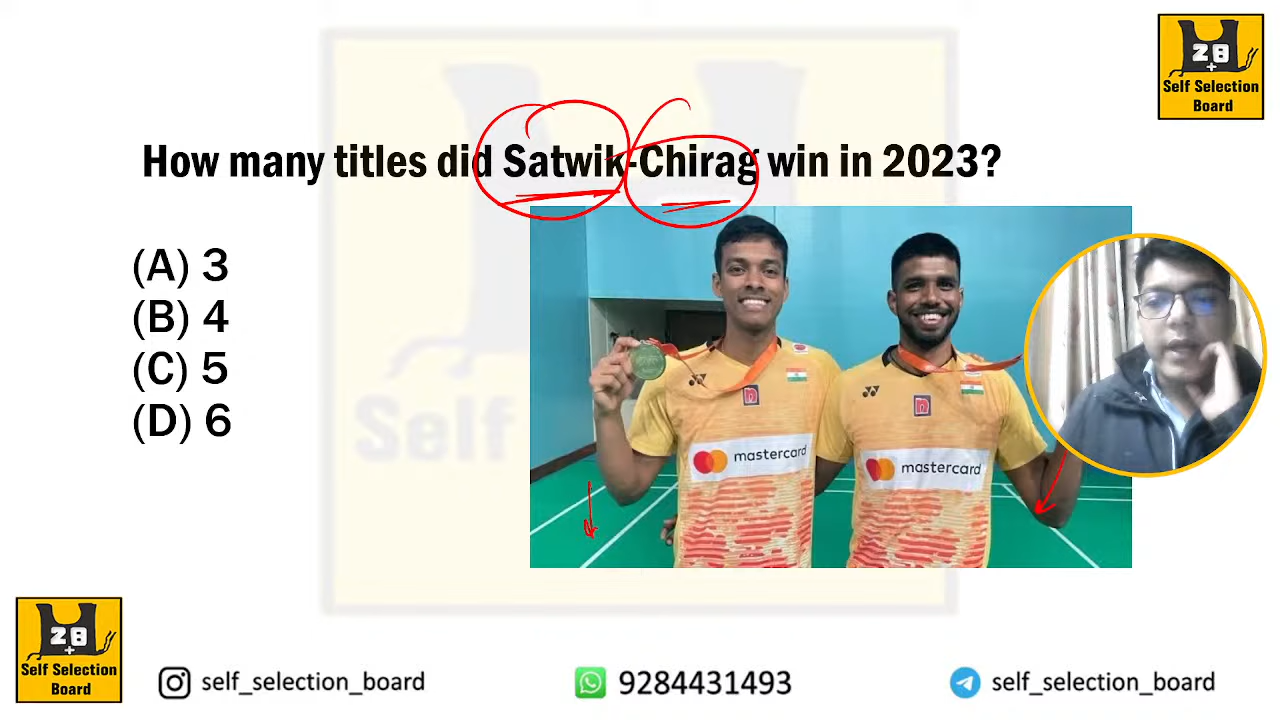 28
+
Self Selection
Board
How many titles did Satwik-Chirag win in 2023?
(A) 3
(B) 4
(C) 5
(D) 6
mastercard
mastercard
Self
28
+
Self Selection
Board
self_selection_board
9284431493
self_selection_board